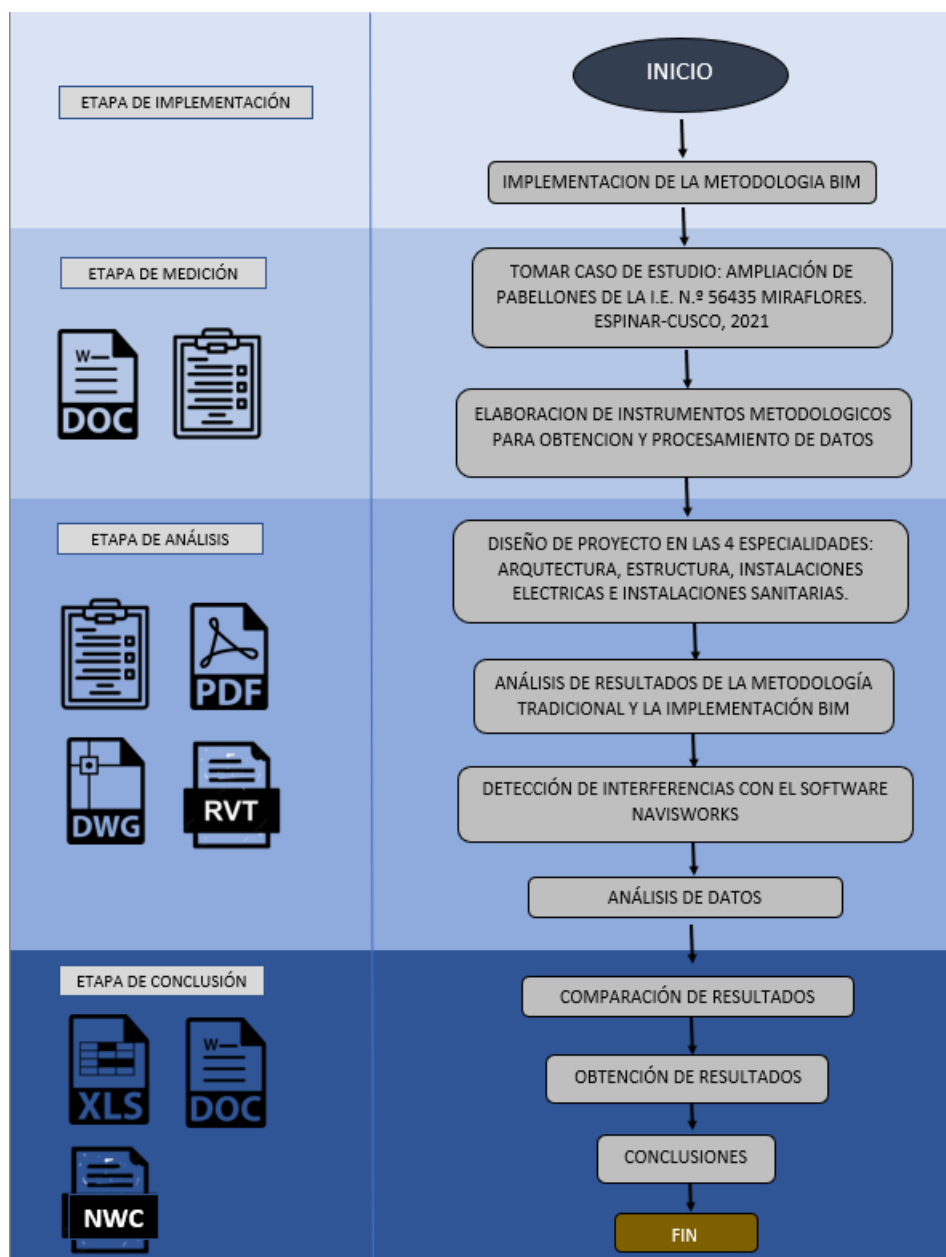 INICIO
ETAPA DE IMPLEMENTACIÓN
IMPLEMENTACION DE LA METODOLOGIA BIM
ETAPA DE MEDICIÓN
TOMAR CASO DE ESTUDIO: AMPLIACIÓN DE
PABELLONES DE LA I.E. N.º 56435 MIRAFLORES.
ESPINAR-CUSCO, 2021
W
DOC
ELABORACION DE INSTRUMENTOS METODOLOGICOS
PARA OBTENCION Y PROCESAMIENTO DE DATOS
ETAPA DE ANÁLISIS
DISEÑO DE PROYECTO EN LAS 4 ESPECIALIDADES:
ARQUTECTURA, ESTRUCTURA, INSTALACIONES
ELECTRICAS E INSTALACIONES SANITARIAS.
PDF
ANÁLISIS DE RESULTADOS DE LA METODOLOGÍA
TRADICIONAL Y LA IMPLEMENTACIÓN BIM
DWG
RVT
DETECCIÓN DE INTERFERENCIAS CON EL SOFTWARE
NAVISWORKS
ANÁLISIS DE DATOS
ETAPA DE CONCLUSIÓN
COMPARACIÓN DE RESULTADOS
XLS
W
DOC
OBTENCIÓN DE RESULTADOS
CONCLUSIONES
NWC
FIN